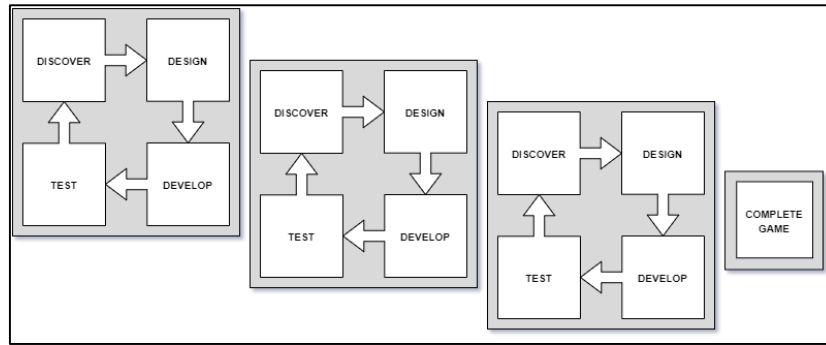 DISCOVER
DESIGN
TEST
DEVELOP
DISCOVER
DESIGN
TEST
DEVELOP
DISCOVER
DESIGN
TEST
DEVELOP
COMPLETE
GAME